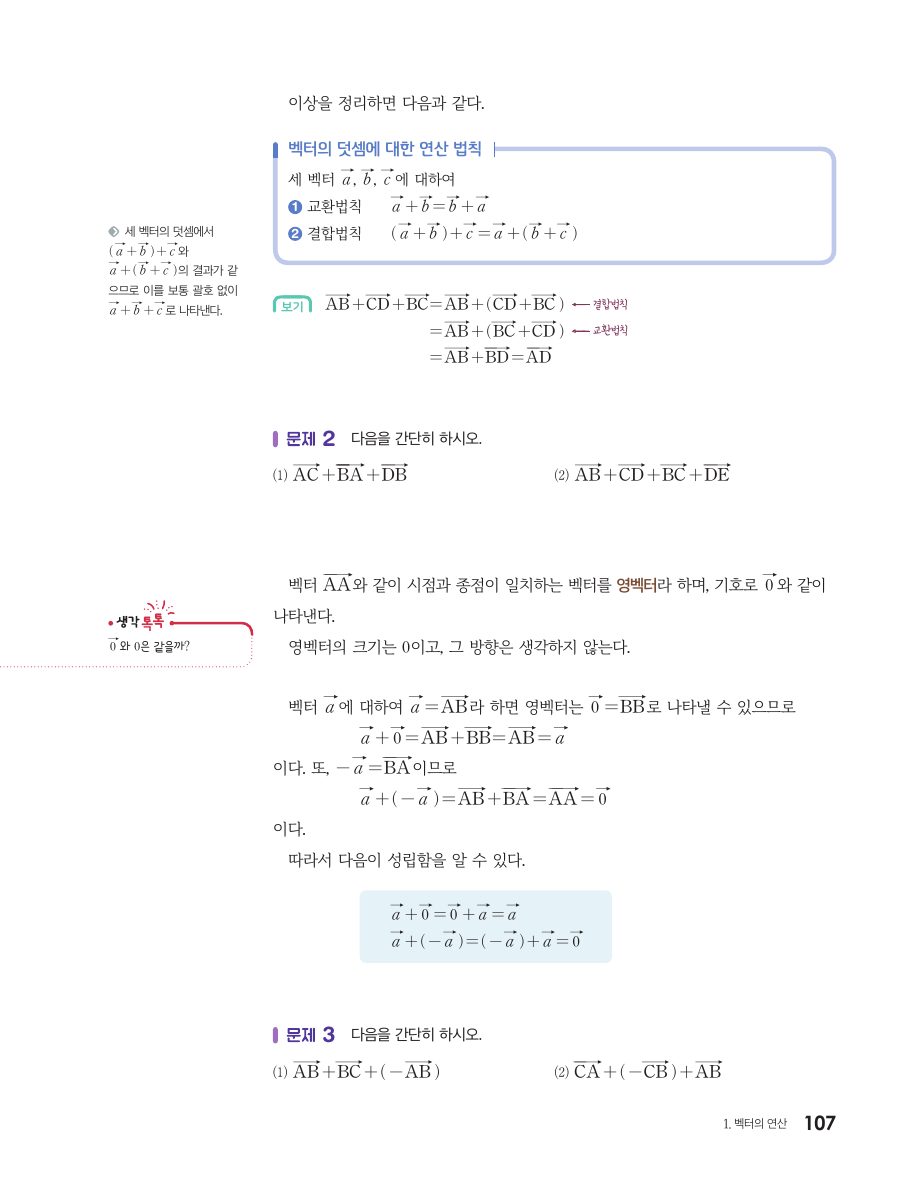 이상을 정리하면 다음과 같다.
벡터의 덧셈에 대한 연산 법칙
세 벡터 a⃗, b⃗, c⃗에 대하여
❶ 교환법칙 a⃗+b⃗=b⃗+a⃗
❷ 결합법칙 (a⃗+b⃗)+c⃗=a⃗+(b⃗+c⃗)
세 벡터의 덧셈에서
(a⃗+b⃗)+c⃗와
a⃗+(b⃗+c⃗)의 결과가 같
으므로 이를 보통 괄호 없이
a⃗+b⃗+c⃗로 나타낸다.
보기 AB⃗+CD⃗+BC⃗=AB⃗+(CD⃗+BC⃗) ← 결합법칙
=AB⃗+(BC⃗+CD⃗) ← 교환법칙
=AB⃗+BD⃗=AD⃗
문제 2 다음을 간단히 하시오.
(1) AC⃗+BA⃗+DB⃗ (2) AB⃗+CD⃗+BC⃗+DE⃗
벡터 AA⃗와 같이 시점과 종점이 일치하는 벡터를 영벡터라 하며, 기호로 0⃗와 같이
나타낸다.
영벡터의 크기는 0이고, 그 방향은 생각하지 않는다.
생각 톡톡
0⃗와 0은 같을까?
벡터 a⃗에 대하여 a⃗=AB⃗라 하면 영벡터는 0⃗=BB⃗로 나타낼 수 있으므로
a⃗+0⃗=AB⃗+BB⃗=AB⃗=a⃗
이다. 또, -a⃗=BA⃗이므로
a⃗+(-a⃗)=AB⃗+BA⃗=AA⃗=0⃗
이다.
따라서 다음이 성립함을 알 수 있다.
a⃗+0⃗=0⃗+a⃗=a⃗
a⃗+(-a⃗)=(-a⃗)+a⃗=0⃗
문제 3 다음을 간단히 하시오.
(1) AB⃗+BC⃗+(-AB⃗) (2) CA⃗+(-CB⃗)+AB⃗
1. 벡터의 연산 107